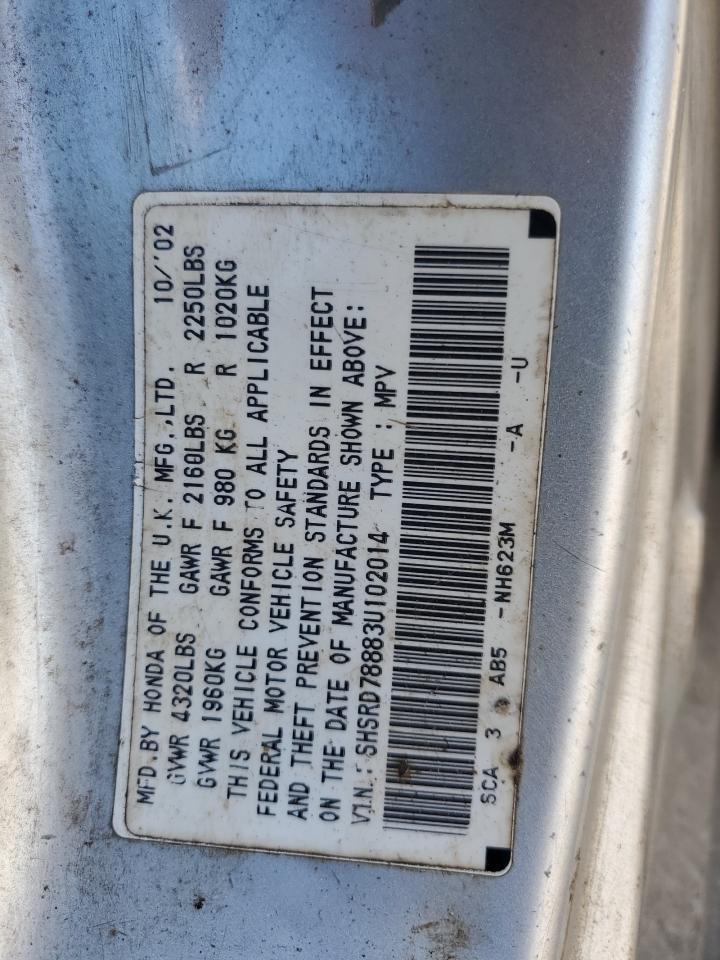 MFD.BY HONDA OF THE U.K. MFG.,LTD. 10/'02
GVWR 4320LBS GAWR F 2160LBS R 2250LBS
GVWR 1960KG GAWR F 980 KG R 1020KG
THIS VEHICLE CONFORMS TO ALL APPLICABLE
FEDERAL MOTOR VEHICLE SAFETY
AND THEFT PREVENTION STANDARDS IN EFFECT
ON THE DATE OF MANUFACTURE SHOWN ABOVE:
V.I.N.: SHSRD78883U102014 TYPE : MPV
SCA 3 AB5 -NH623M -A -U